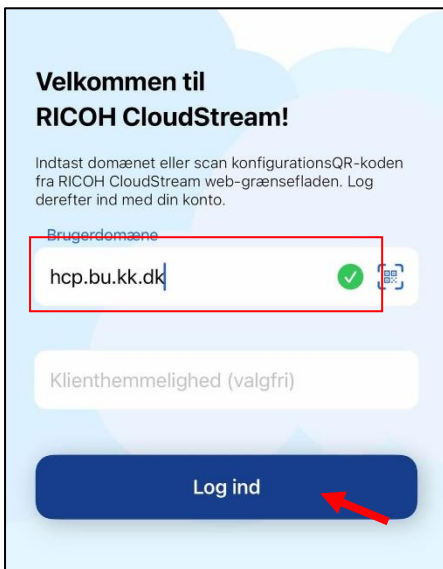 Velkommen til
RICOH CloudStream!
Indtast domænet eller scan konfigurationsQR-koden
fra RICOH CloudStream web-grænsefladen. Log
derefter ind med din konto.
Brugerdomæne
hcp.bu.kk.dk
Klienthemmelighed (valgfri)
Log ind